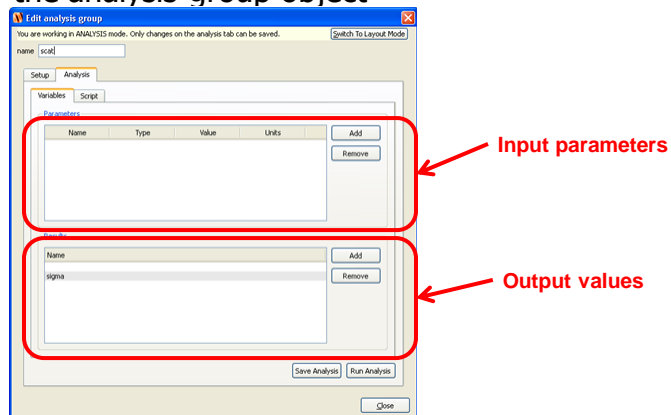 the analysis group object
Edit analysis group
You are working in ANALYSIS mode. Only changes on the analysis tab can be saved.
Switch To Layout Mode
name scat
Setup Analysis
Variables Script
Parameters
Name Type Value Units
Add
Remove
Input parameters
Results
Name
Add
sigma
Remove
Output values
Save Analysis Run Analysis
Close